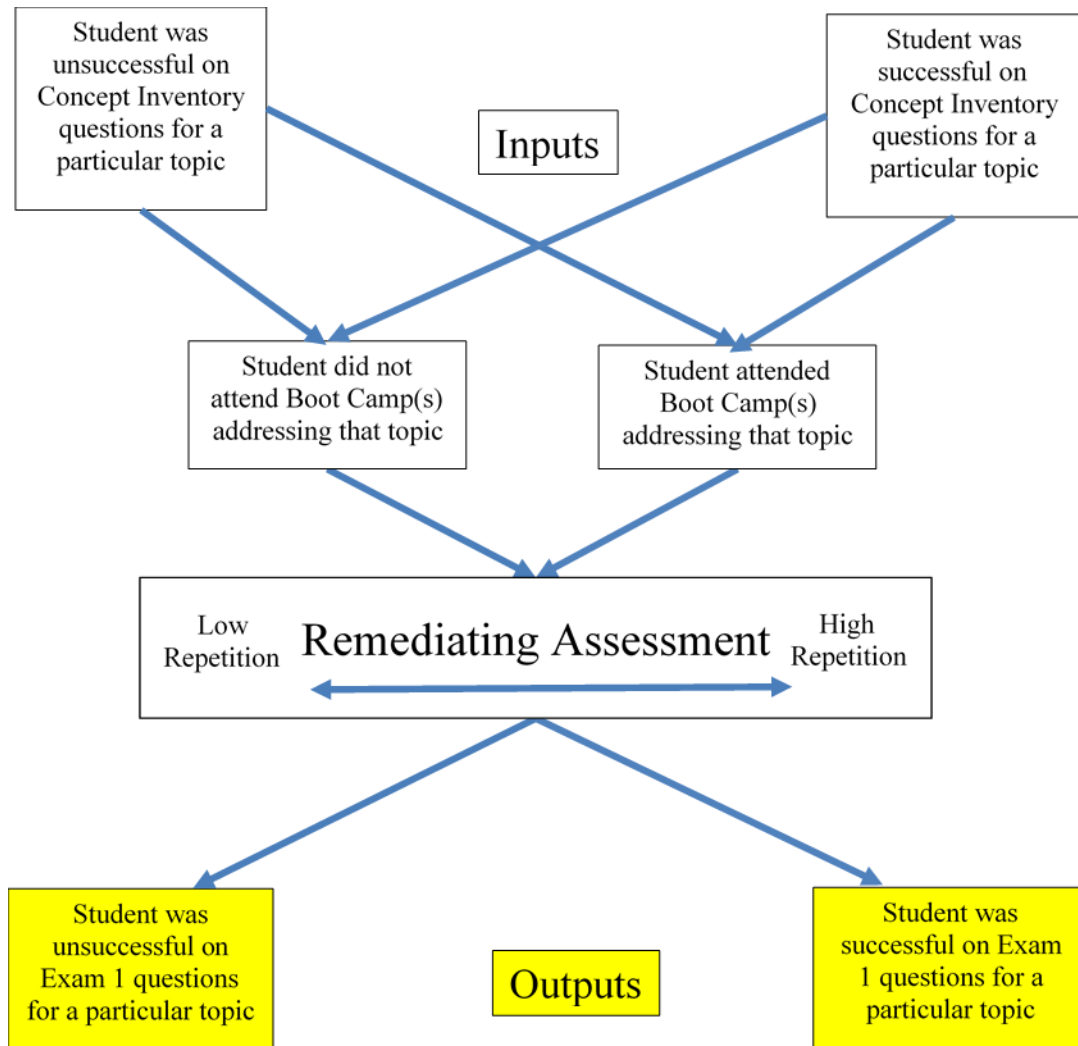 Student was
unsuccessful on
Concept Inventory
questions for a
particular topic
Inputs
Student was
successful on
Concept Inventory
questions for a
particular topic
Student did not
attend Boot Camp(s)
addressing that topic
Student attended
Boot Camp(s)
addressing that topic
Low
Repetition
Remediating Assessment
High
Repetition
Student was
unsuccessful on
Exam 1 questions
for a particular topic
Outputs
Student was
successful on Exam
1 questions for a
particular topic